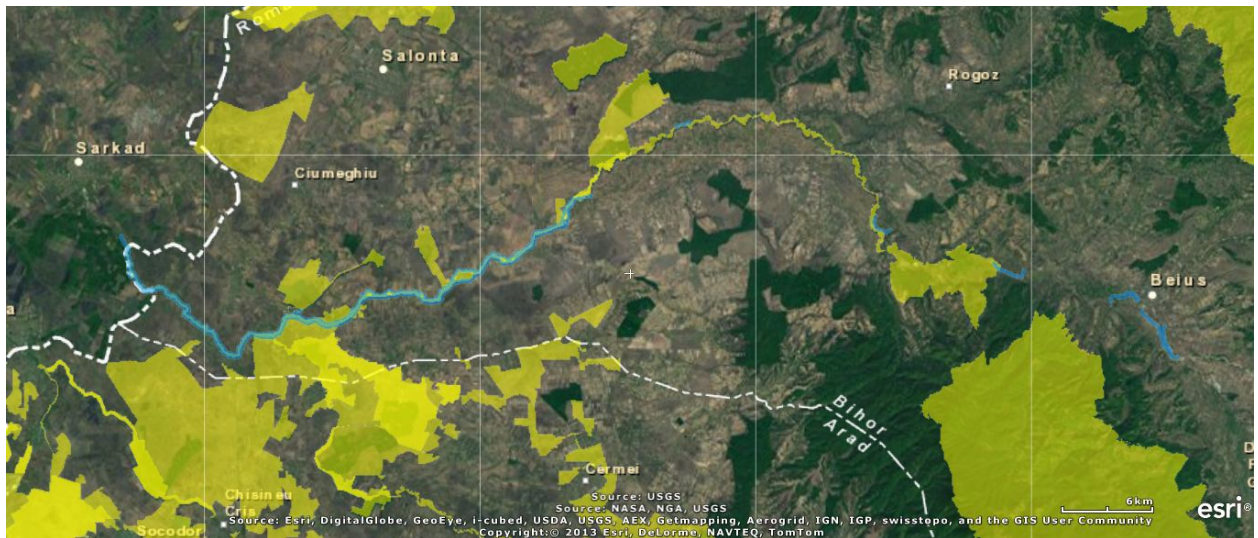 Roma
Salonta
Rogoz
Sarkad
Ciumeghiu
Beius
a
Bihor
Arad
Cermei
Chisineu
Cris
Socodor
D
6km
esri
Source: USGS
Source: NASA, NGA, USGS
Source: Esri, DigitalGlobe, GeoEye, i-cubed, USDA, USGS, AEX, Getmapping, Aerogrid, IGN, IGP, swisstopo, and the GIS User Community
Copyright:© 2013 Esri, DeLorme, NAVTEQ, TomTom